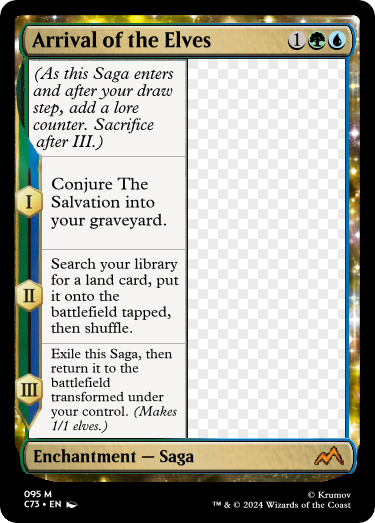 Arrival of the Elves 1
(As this Saga enters
and after your draw
step, add a lore
counter. Sacrifice
after III.)
I
Conjure The
Salvation into
your graveyard.
II
Search your library
for a land card, put
it onto the
battlefield tapped,
then shuffle.
III
Exile this Saga, then
return it to the
battlefield
transformed under
your control. (Makes
1/1 elves.)
Enchantment — Saga
095 M
C73 • EN
© Krumov
™ & © 2024 Wizards of the Coast